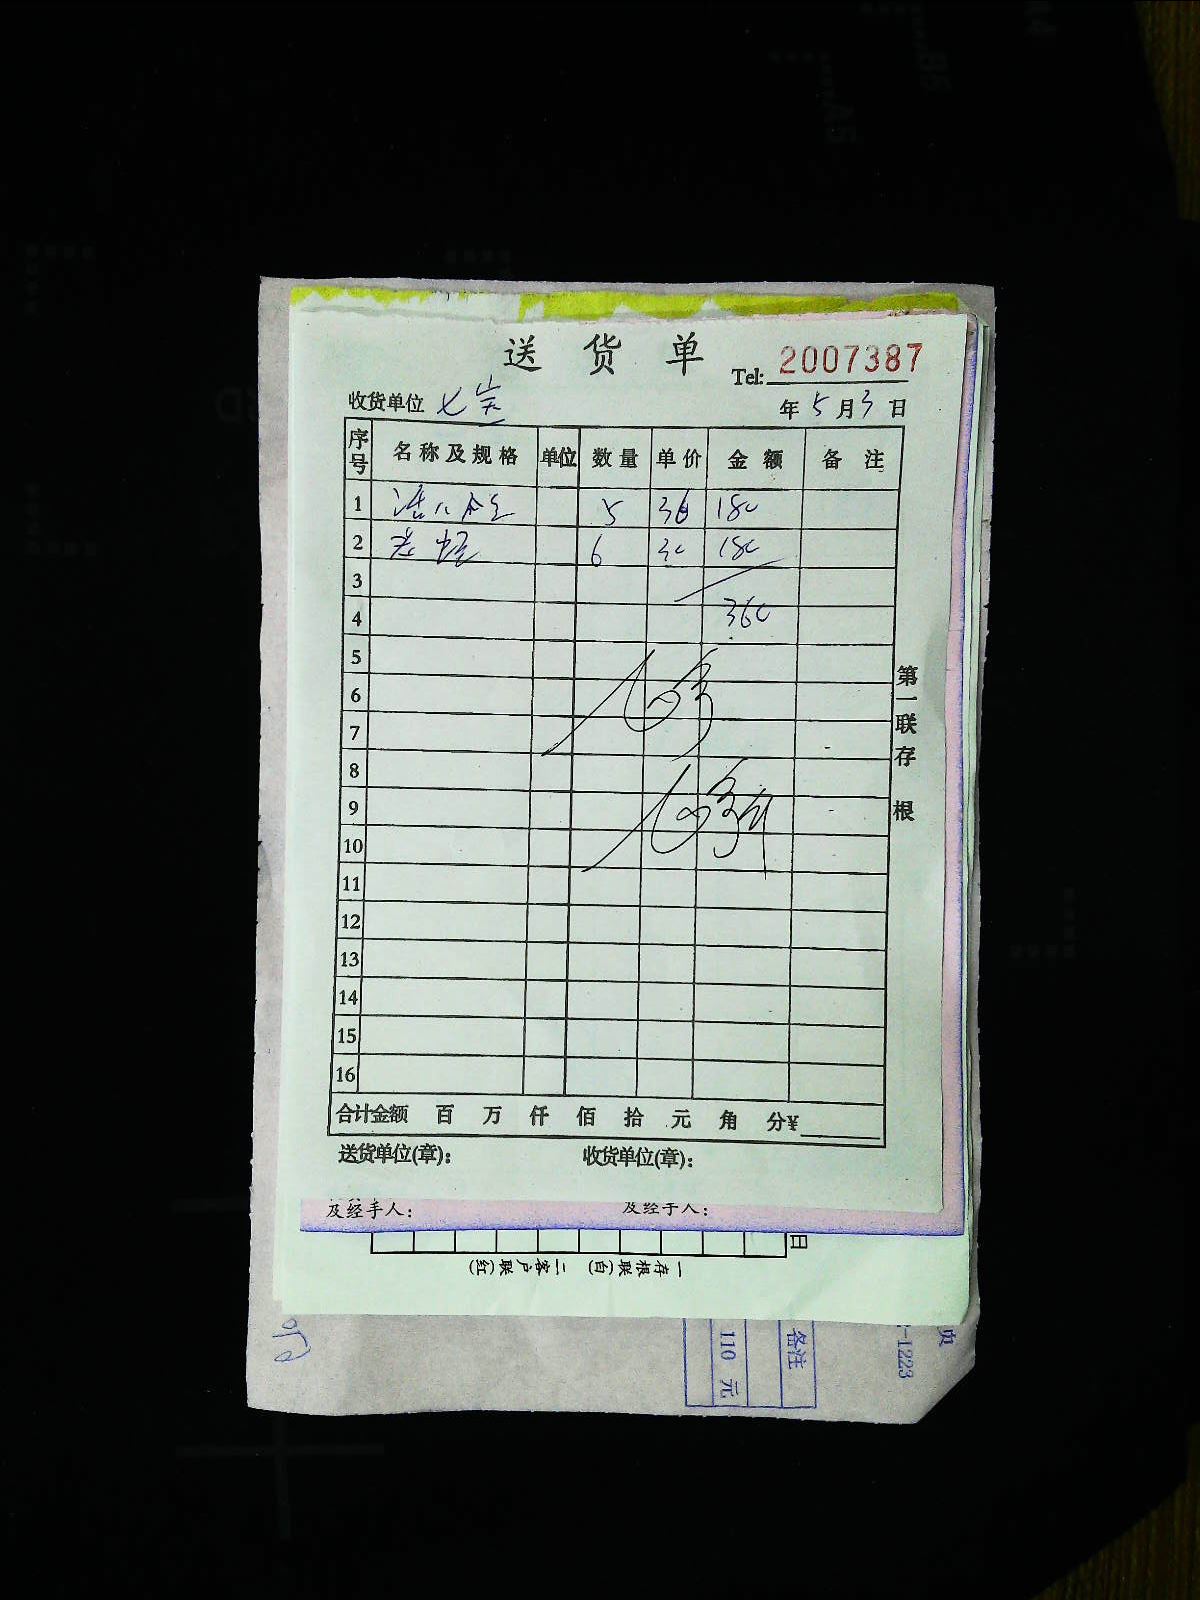 送货单
Tel: 2007387
收货单位 七宝
年 5 月 3 日
序号 名称及规格 单位 数量 单价 金额 备注
1 5 36 180
2 6 30 180
3
4 360
5
6
7
8
9
10
11
12
13
14
15
16
第一联存根
合计金额 百 万 仟 佰 拾 元 角 分¥
送货单位(章): 收货单位(章):
及经手人: 及经手人:
日
一存根联(白) 二客户联(红)
备注
110 元
-1223
页